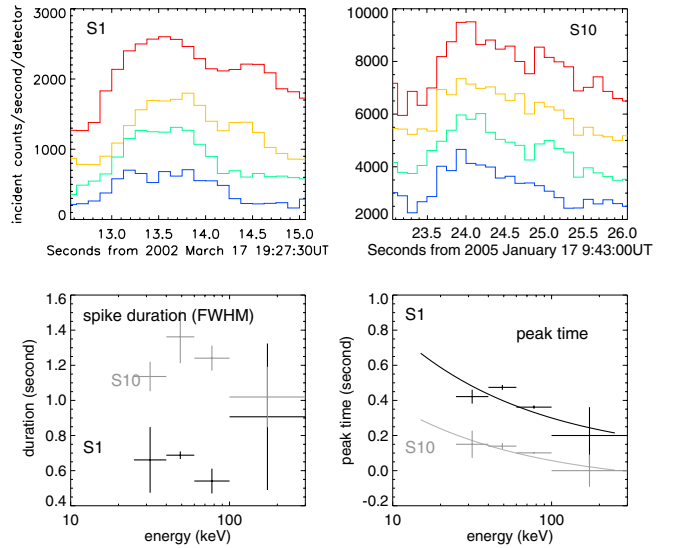 S1
incident counts/second/detector
3000
2000
1000
0
13.0 13.5 14.0 14.5 15.0
Seconds from 2002 March 17 19:27:30UT
S10
10000
8000
6000
4000
2000
23.5 24.0 24.5 25.0 25.5 26.0
Seconds from 2005 January 17 9:43:00UT
spike duration (FWHM)
duration (second)
1.6
1.4
1.2
1.0
0.8
0.6
0.4
S10
S1
10 100
energy (keV)
S1
peak time
peak time (second)
1.0
0.8
0.6
0.4
0.2
0.0
-0.2
S10
10 100
energy (keV)